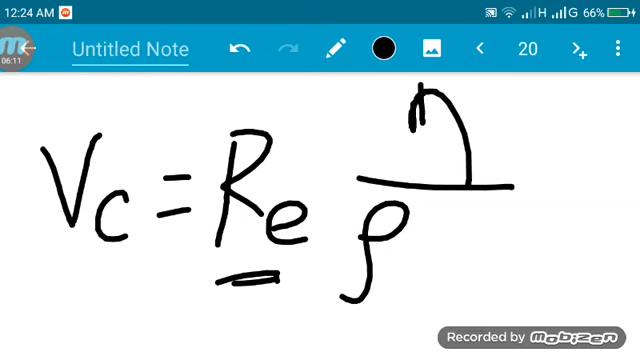 12:24 AM H G 66%
06:11 Untitled Note 20
Vc = Re η/ρ
Recorded by mobizen